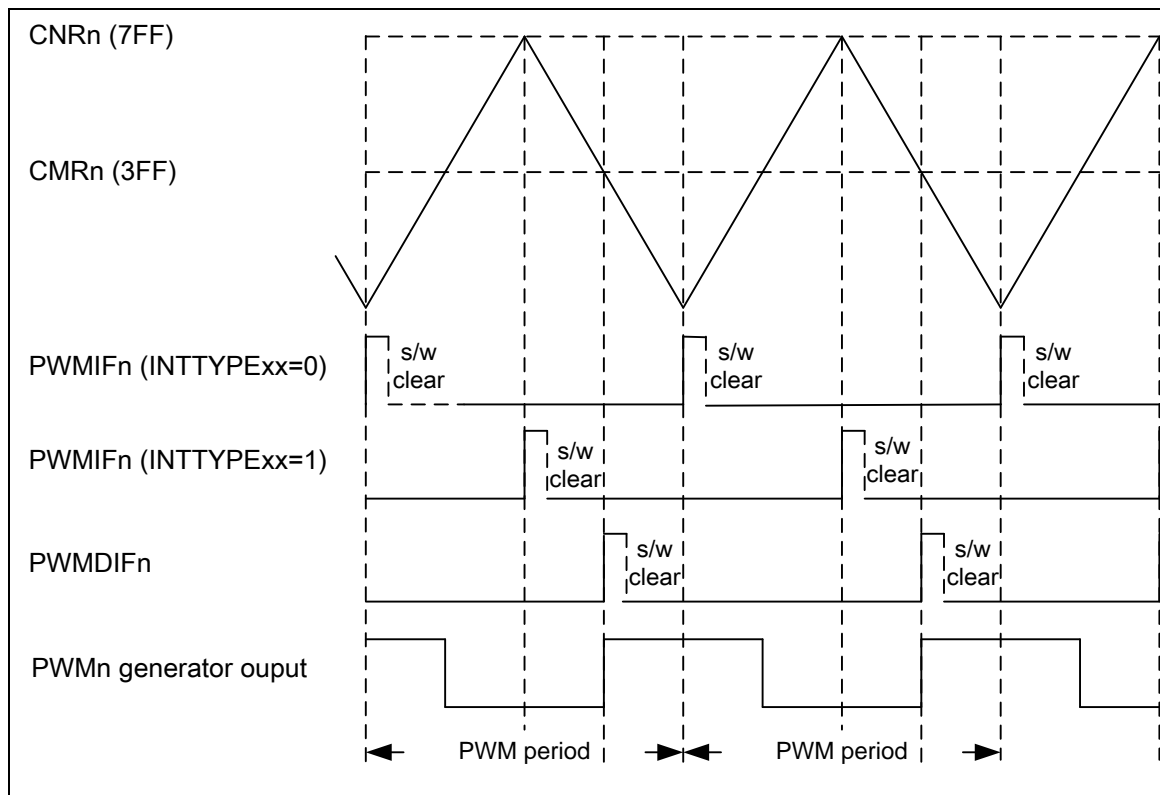 CNRn (7FF)
CMRn (3FF)
PWMIFn (INTTYPExx=0)
s/w
clear
s/w
clear
s/w
clear
PWMIFn (INTTYPExx=1)
s/w
clear
s/w
clear
PWMDIFn
s/w
clear
s/w
clear
PWMn generator ouput
PWM period
PWM period